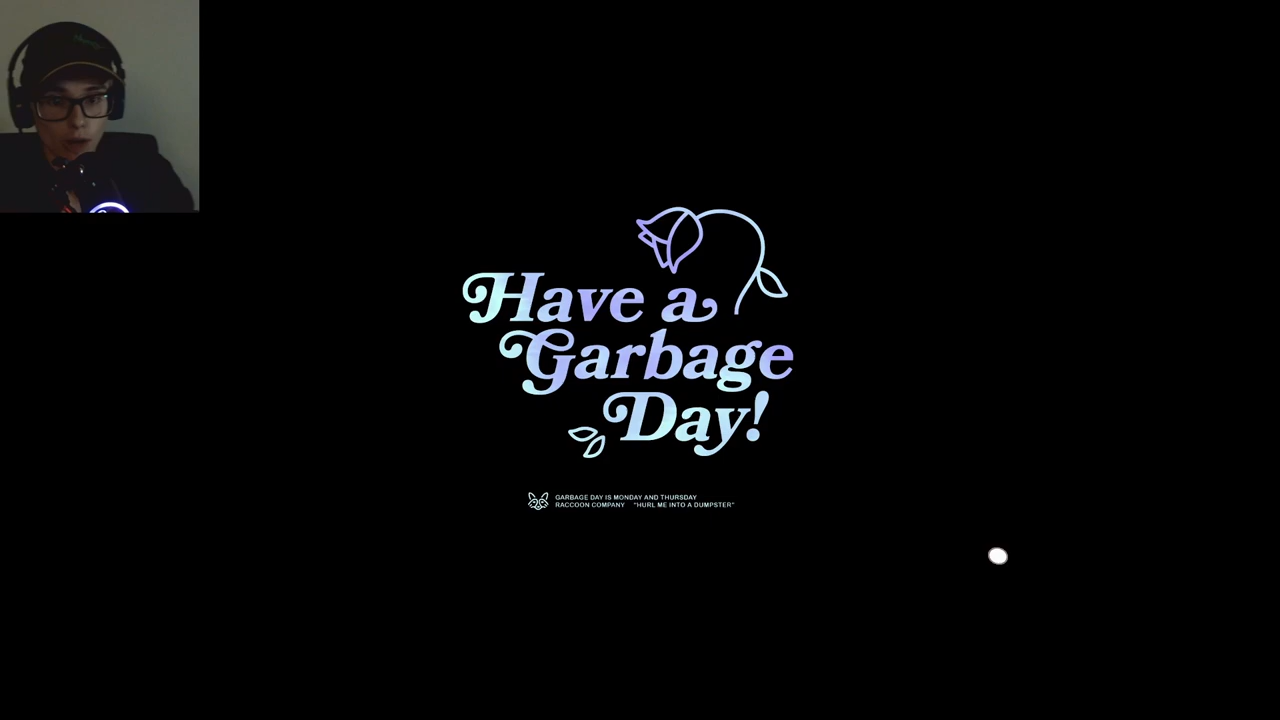 Have a
Garbage
Day!
GARBAGE DAY IS MONDAY AND THURSDAY
RACCOON COMPANY "HURL ME INTO A DUMPSTER"